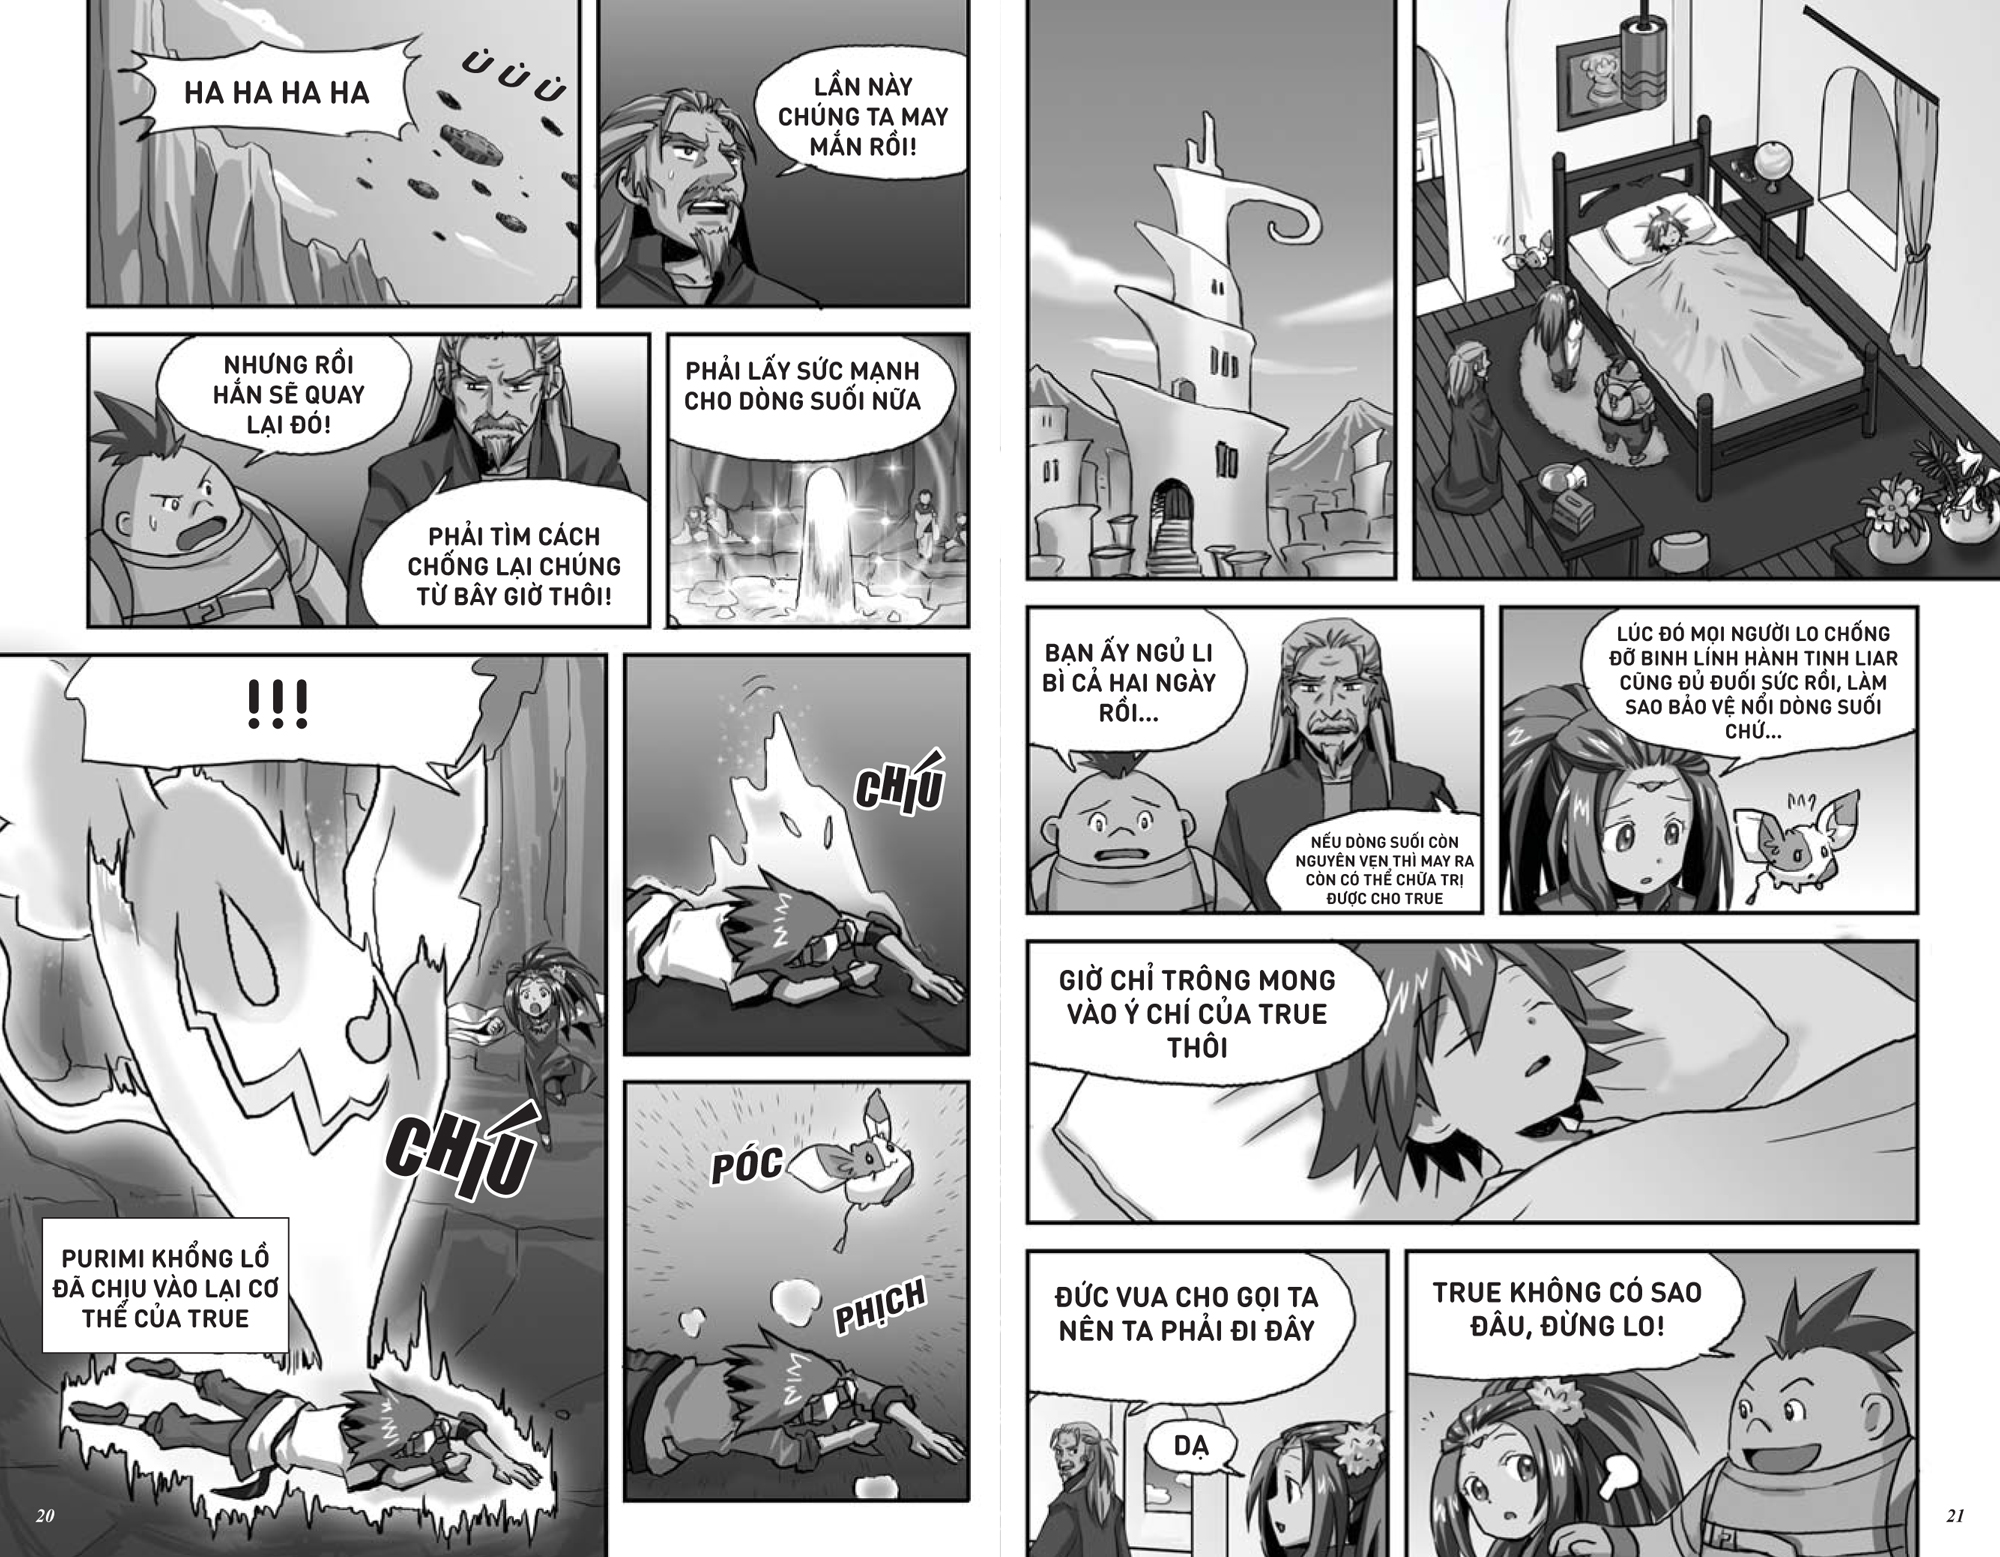 HA HA HA HA
Ù Ù Ù
LẦN NÀY
CHÚNG TA MAY
MẮN RỒI!
NHƯNG RỒI
HẮN SẼ QUAY
LẠI ĐÓ!
PHẢI TÌM CÁCH
CHỐNG LẠI CHÚNG
TỪ BÂY GIỜ THÔI!
PHẢI LẤY SỨC MẠNH
CHO DÒNG SUỐI NỮA
!!!
CHÍU
PURIMI KHỔNG LỒ
ĐÃ CHỊU VÀO LẠI CƠ
THỂ CỦA TRUE
CHÍU
PÓC
PHỊCH
20
BẠN ẤY NGỦ LI
BÌ CẢ HAI NGÀY
RỒI...
NẾU DÒNG SUỐI CÒN
NGUYÊN VẸN THÌ MAY RA
CÒN CÓ THỂ CHỮA TRỊ
ĐƯỢC CHO TRUE
LÚC ĐÓ MỌI NGƯỜI LO CHỐNG
ĐỠ BINH LÍNH HÀNH TINH LIAR
CŨNG ĐỦ ĐUỐI SỨC RỒI, LÀM
SAO BẢO VỆ NỔI DÒNG SUỐI
CHỨ...
GIỜ CHỈ TRÔNG MONG
VÀO Ý CHÍ CỦA TRUE
THÔI
ĐỨC VUA CHO GỌI TA
NÊN TA PHẢI ĐI ĐÂY
DẠ
TRUE KHÔNG CÓ SAO
ĐÂU, ĐỪNG LO!
21